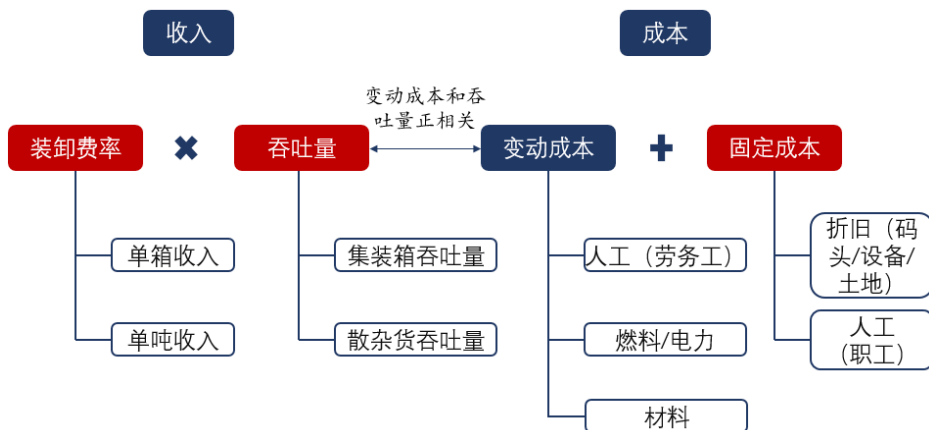 收入
成本
变动成本和吞
吐量正相关
装卸费率
×
吞吐量
变动成本
+
固定成本
单箱收入
集装箱吞吐量
人工（劳务工）
折旧（码
头/设备/
土地）
单吨收入
散杂货吞吐量
燃料/电力
人工
（职工）
材料